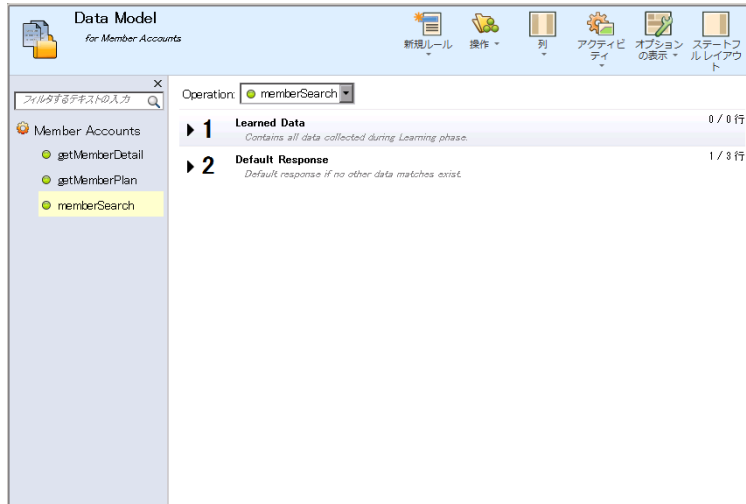 Data Model
for Member Accounts
新規ルール
操作
列
アクティビ
ティ
オプション
の表示
ステートフ
ル レイアウ
ト
×
フィルタするテキストの入力
Member Accounts
getMemberDetail
getMemberPlan
memberSearch
Operation: memberSearch
1 Learned Data 0 / 0 行
Contains all data collected during Learning phase.
2 Default Response 1 / 3 行
Default response if no other data matches exist.